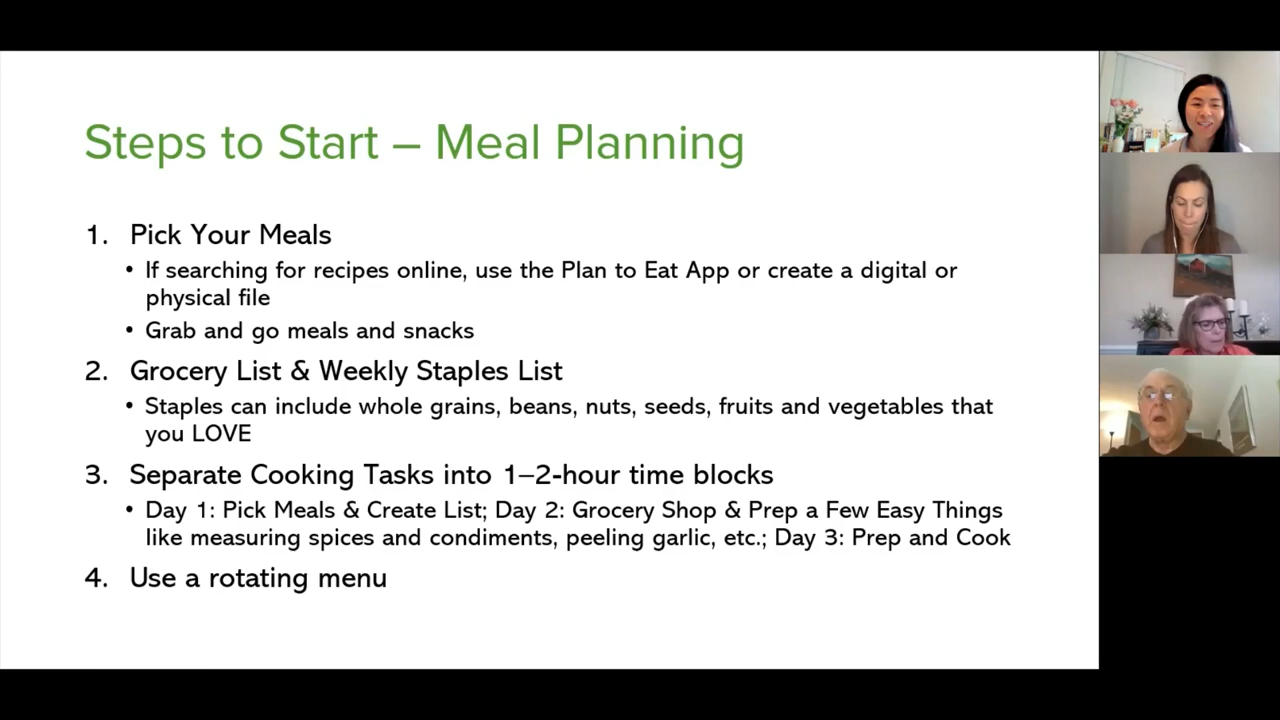 Steps to Start – Meal Planning
1. Pick Your Meals
• If searching for recipes online, use the Plan to Eat App or create a digital or
physical file
• Grab and go meals and snacks
2. Grocery List & Weekly Staples List
• Staples can include whole grains, beans, nuts, seeds, fruits and vegetables that
you LOVE
3. Separate Cooking Tasks into 1–2-hour time blocks
• Day 1: Pick Meals & Create List; Day 2: Grocery Shop & Prep a Few Easy Things
like measuring spices and condiments, peeling garlic, etc.; Day 3: Prep and Cook
4. Use a rotating menu